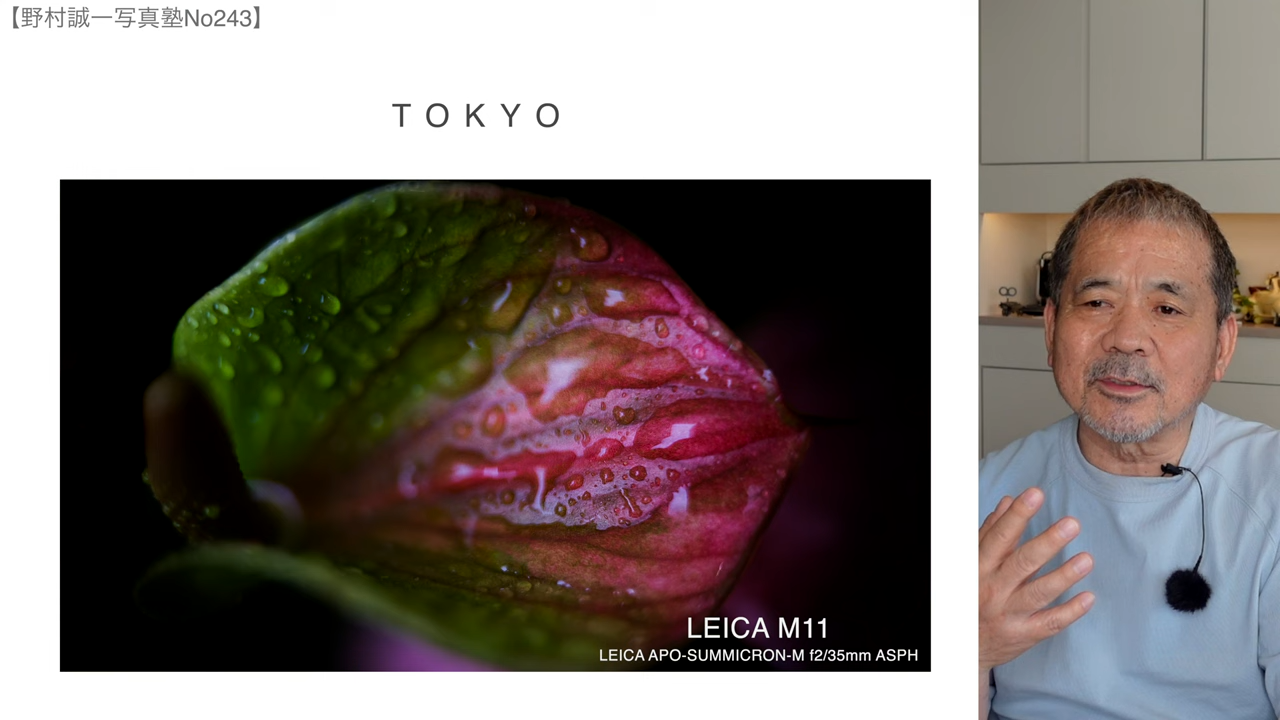 【野村誠一写真塾No243】
TOKYO
LEICA M11
LEICA APO-SUMMICRON-M f2/35mm ASPH